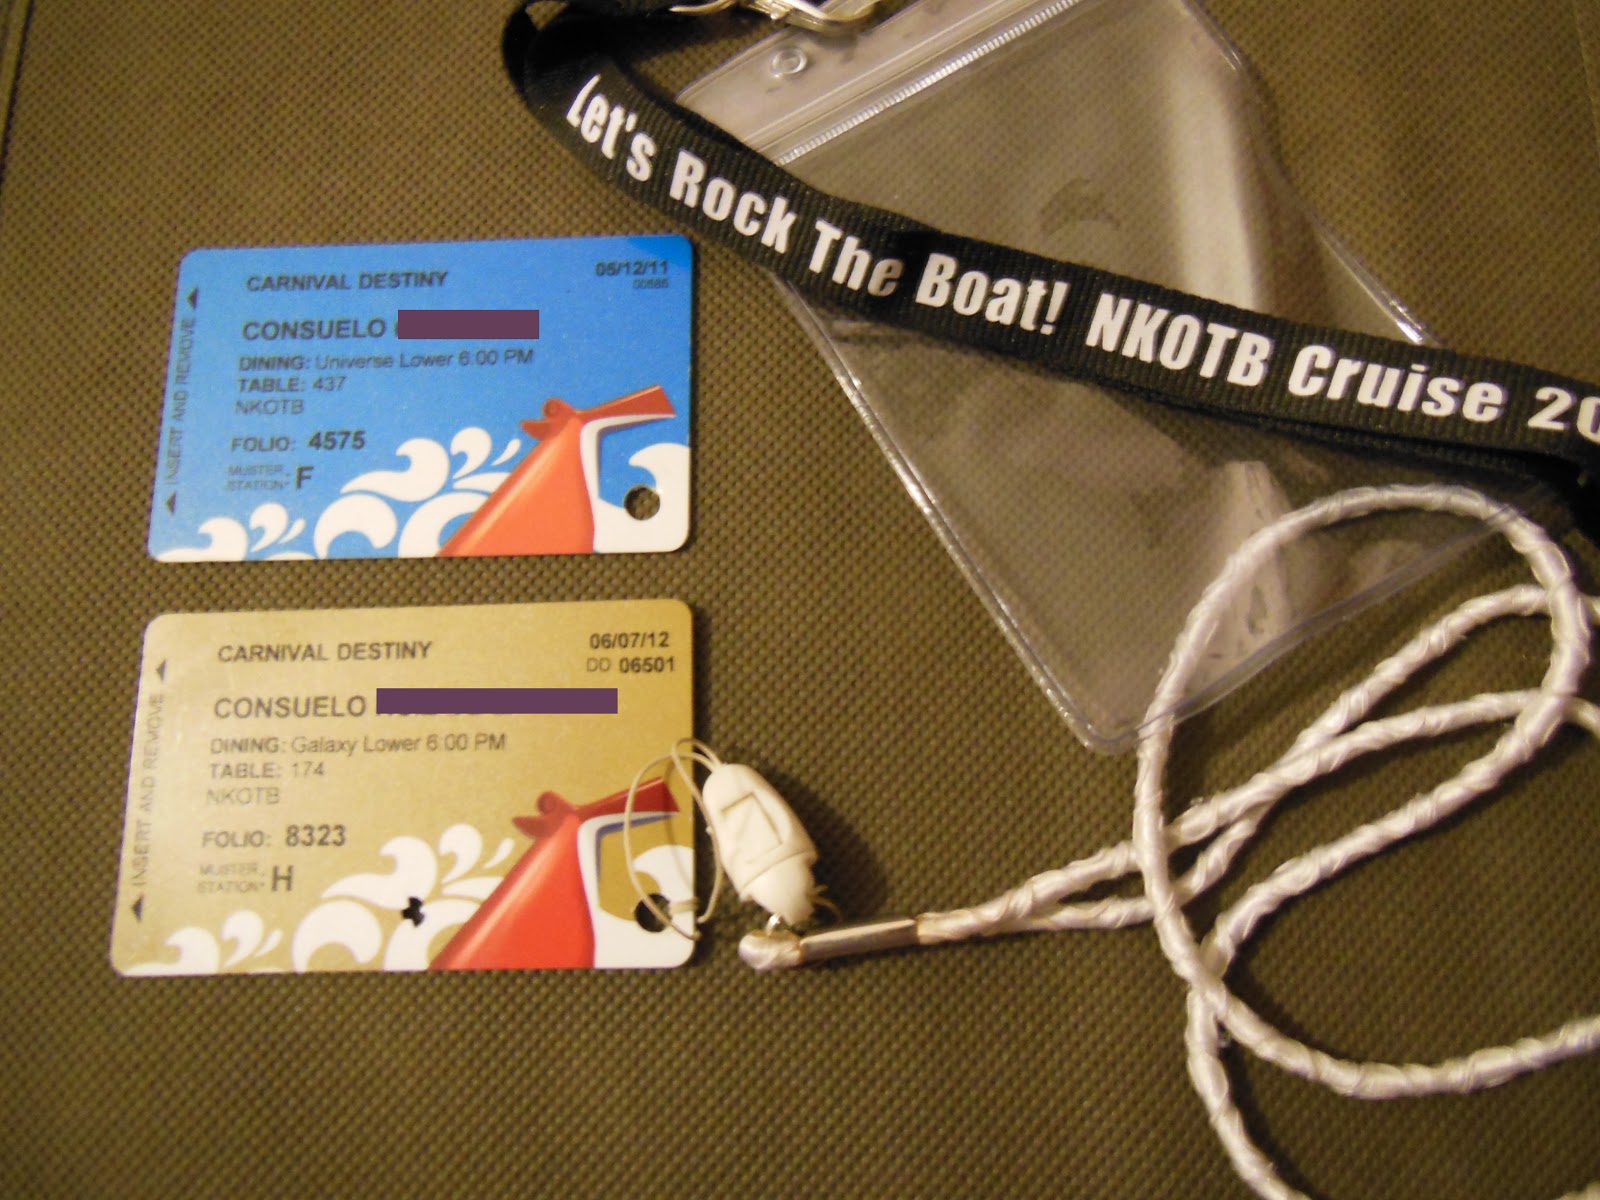 Let's Rock The Boat! NKOTB Cruise 20
CARNIVAL DESTINY
05/12/11
00585
CONSUELO
DINING: Universe Lower 6:00 PM
TABLE: 437
NKOTB
FOLIO: 4575
MUSTER
STATION* F
INSERT AND REMOVE
CARNIVAL DESTINY
06/07/12
DD 06501
CONSUELO
DINING: Galaxy Lower 6:00 PM
TABLE: 174
NKOTB
FOLIO: 8323
MUSTER
STATION* H
INSERT AND REMOVE